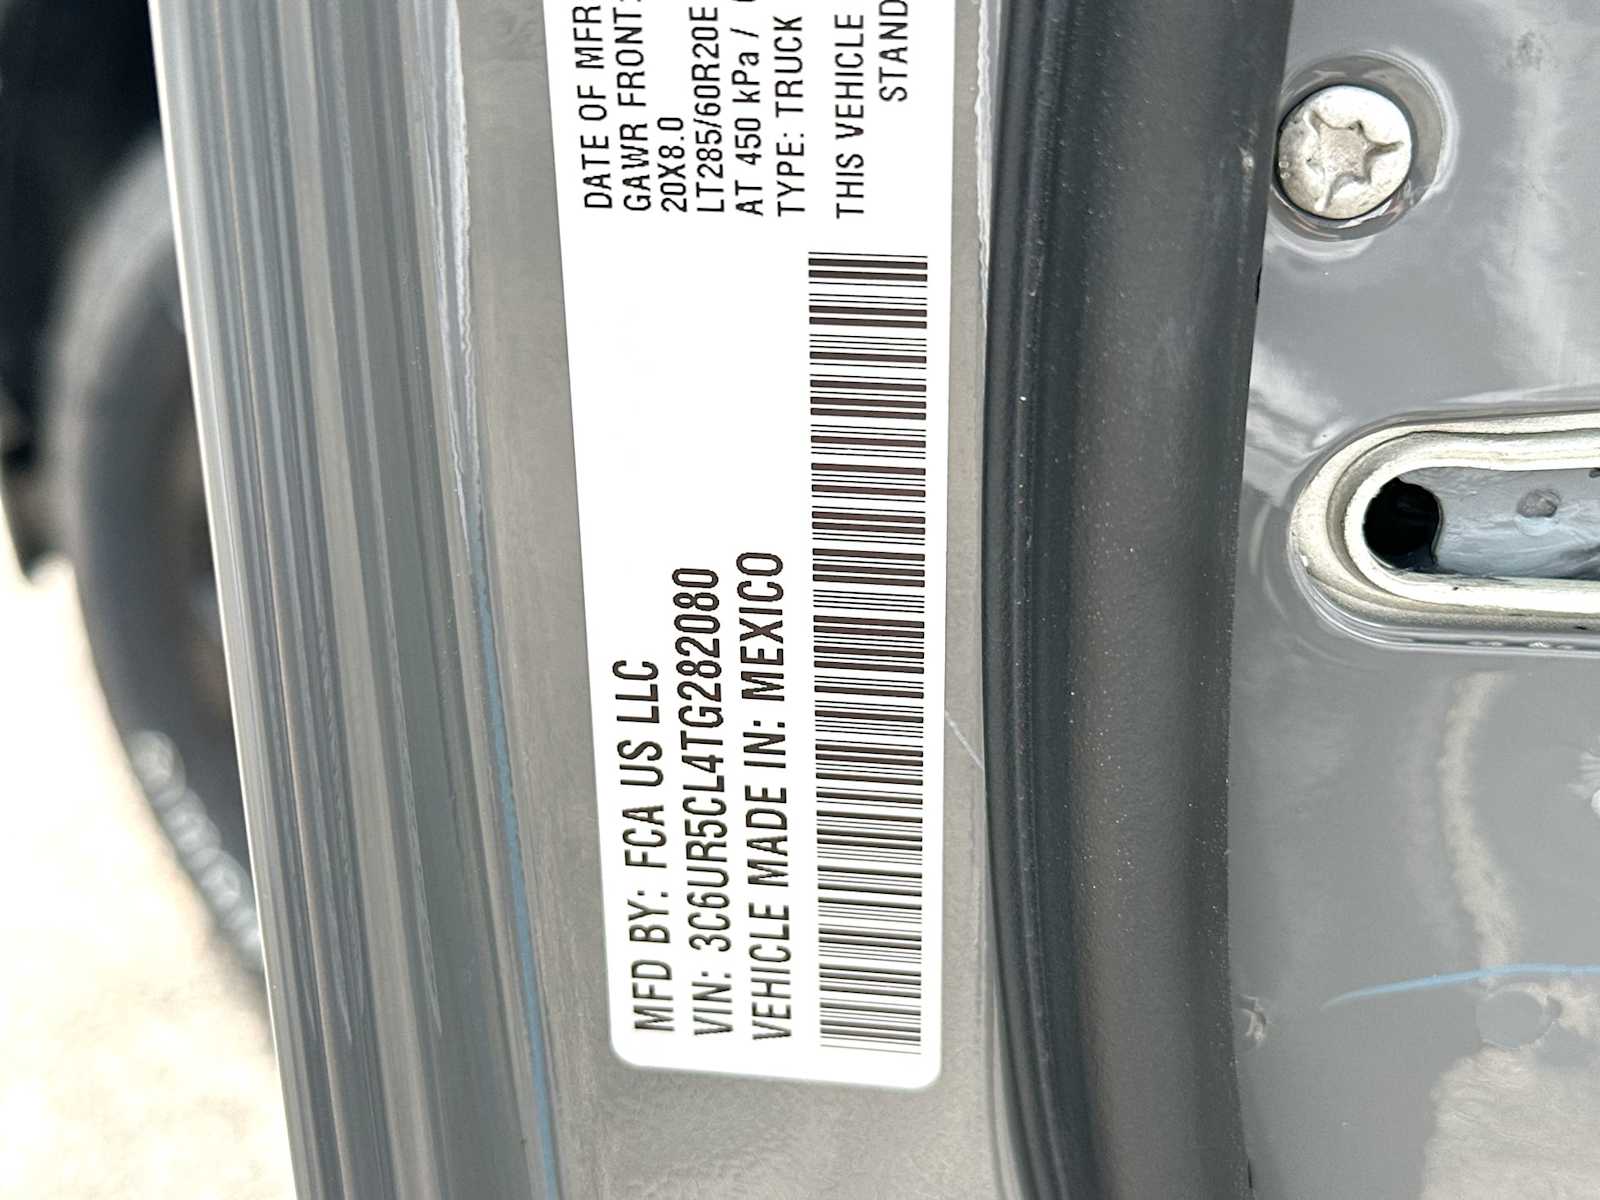 MFD BY: FCA US LLC
VIN: 3C6UR5CL4TG282080
VEHICLE MADE IN: MEXICO
DATE OF MFR
GAWR FRONT:
20X8.0
LT285/60R20E
AT 450 kPa /
TYPE: TRUCK
THIS VEHICLE
STAND